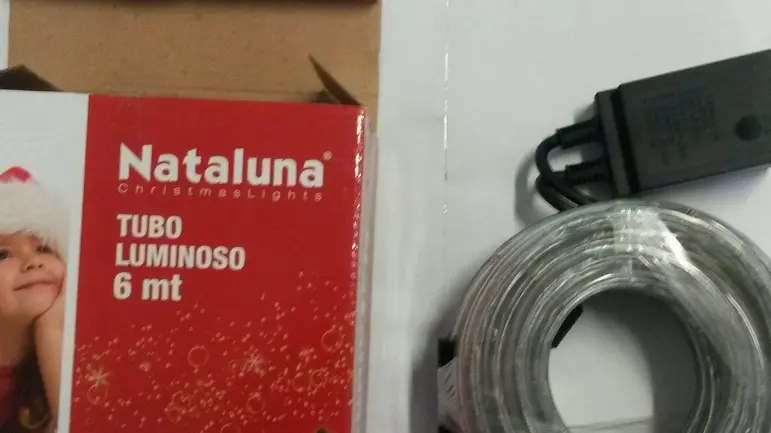 Nataluna®
ChristmasLights
TUBO
LUMINOSO
6 mt